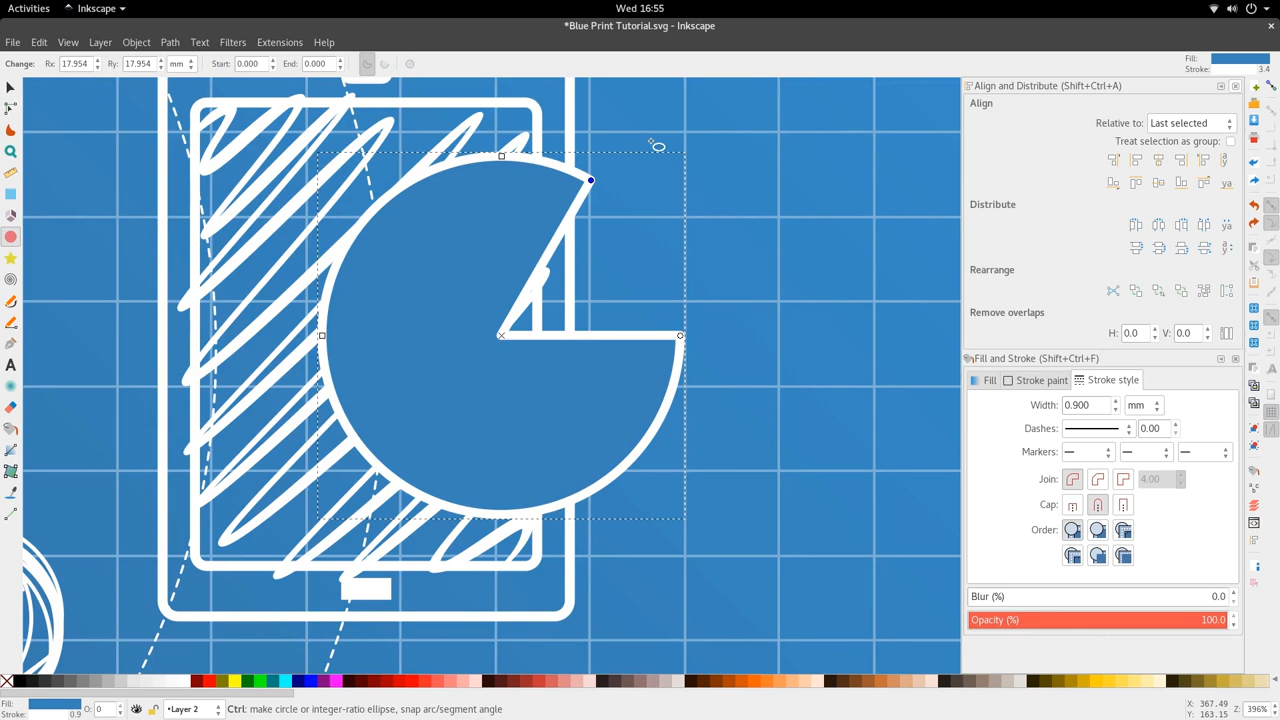 Activities Inkscape Wed 16:55
*Blue Print Tutorial.svg - Inkscape
File Edit View Layer Object Path Text Filters Extensions Help
Change: Rx: 17.954 Ry: 17.954 mm Start: 0.000 End: 0.000 Fill:
Stroke: 3.4
Align and Distribute (Shift+Ctrl+A)
Align
Relative to: Last selected
Treat selection as group:
Distribute
Rearrange
Remove overlaps
H: 0.0 V: 0.0
Fill and Stroke (Shift+Ctrl+F)
Fill Stroke paint Stroke style
Width: 0.900 mm
Dashes: 0.00
Markers:
Join: 4.00
Cap:
Order:
Blur (%) 0.0
Opacity (%) 100.0
Fill: O: 0 •Layer 2 Ctrl: make circle or integer-ratio ellipse, snap arc/segment angle X: 367.49 Z: 396%
Stroke: 0.9 Y: 163.15